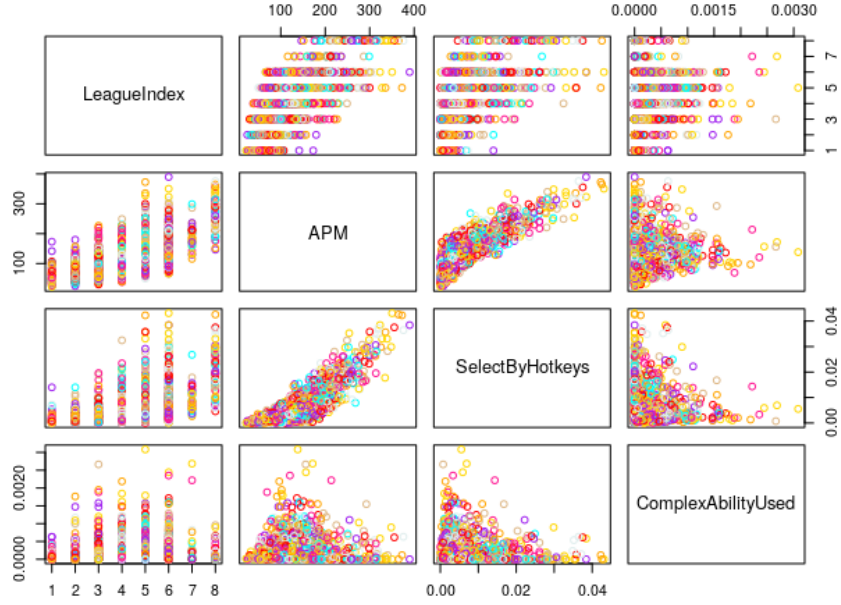 100 200 300 400
0.0000 0.0015 0.0030
LeagueIndex
1 3 5 7
100 300
APM
SelectByHotkeys
0.00 0.02 0.04
0.0000 0.0020
ComplexAbilityUsed
1 2 3 4 5 6 7 8
0.00 0.02 0.04